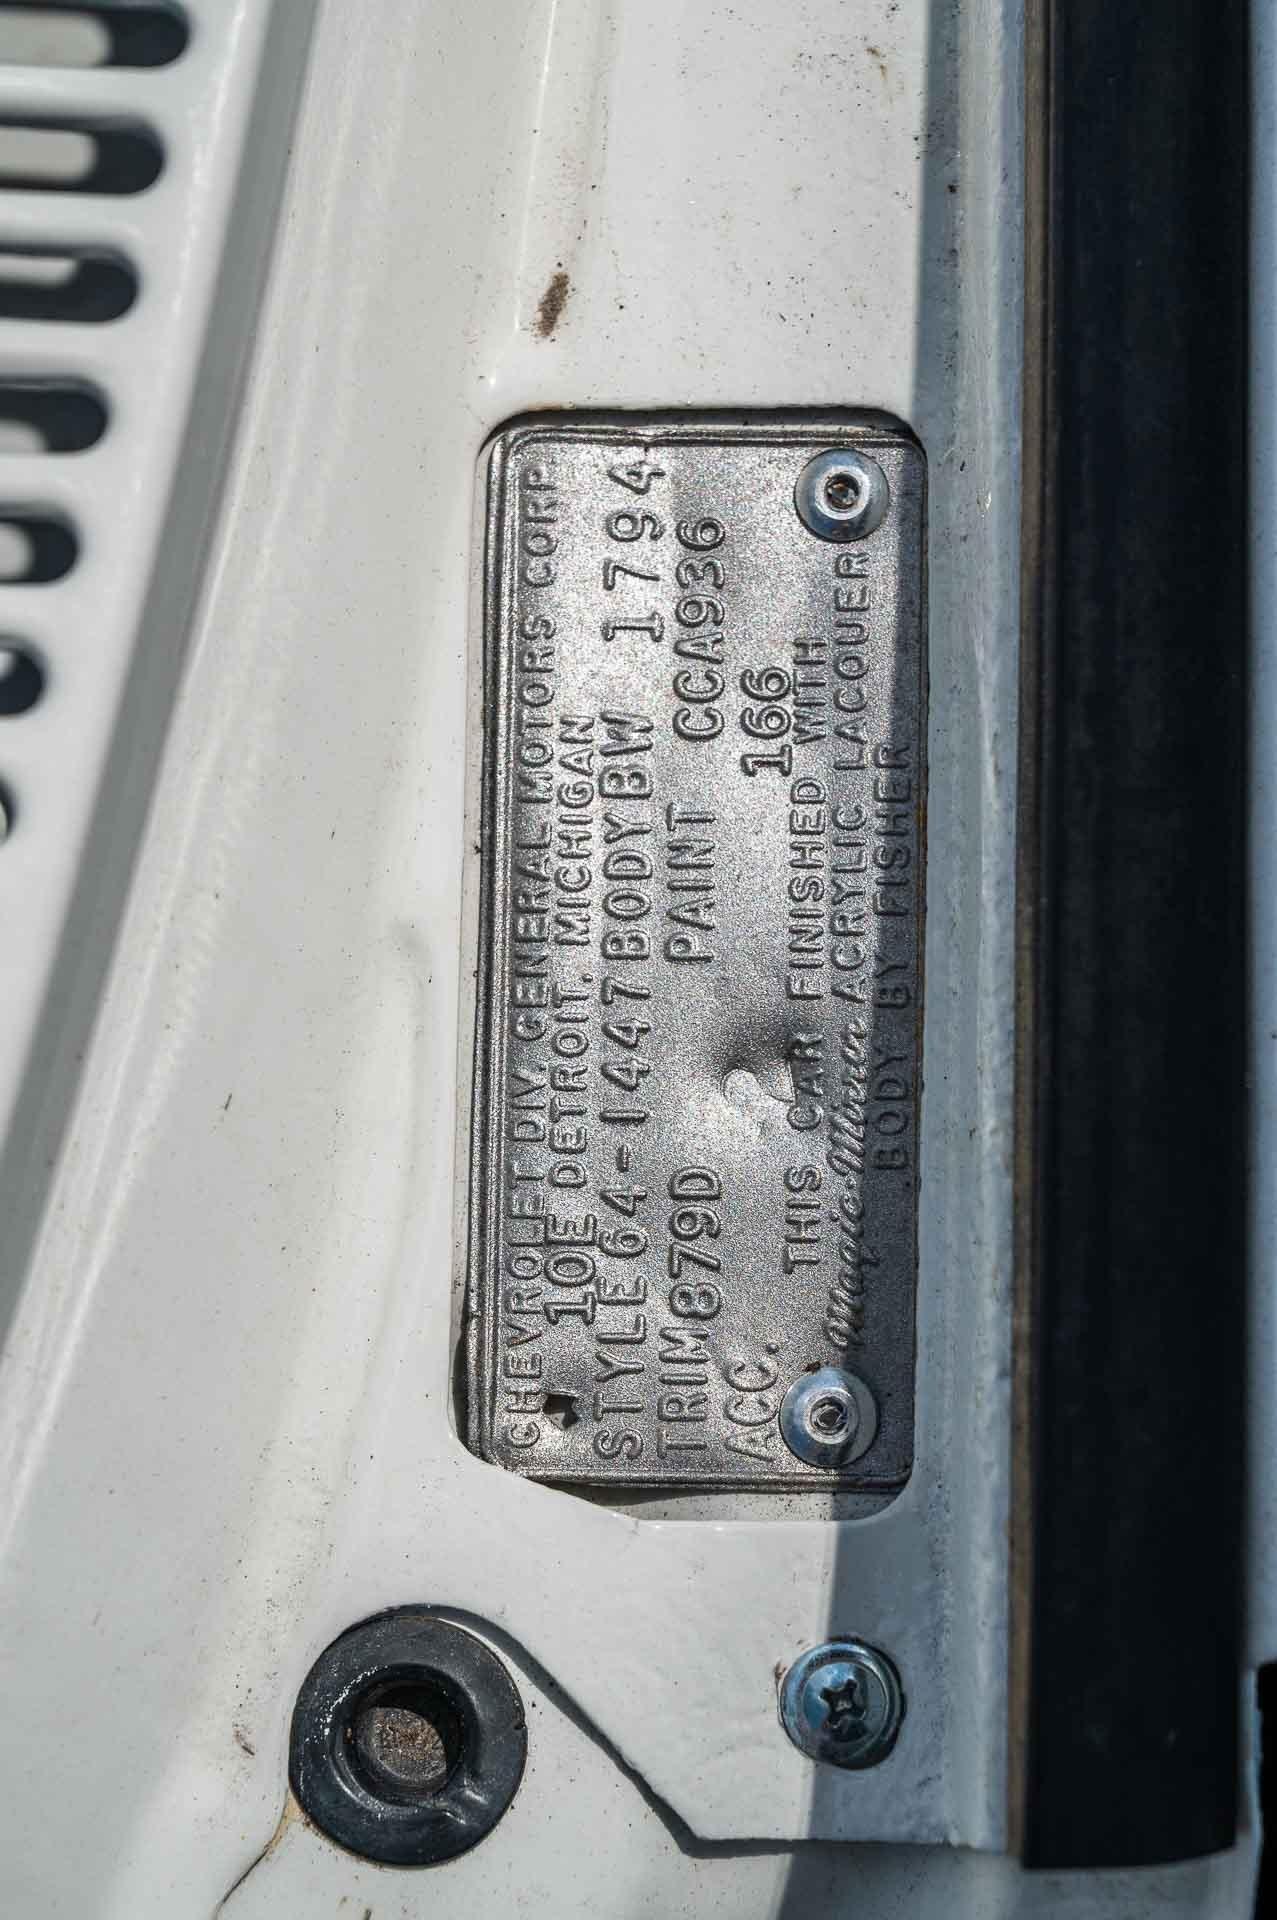 CHEVROLET DIV. GENERAL MOTORS CORP.
10E DETROIT. MICHIGAN
STYLE 64-1447 BODY BW 1794
TRIM 879D PAINT CCA936
ACC. 166
THIS CAR FINISHED WITH
Magic-Mirror ACRYLIC LACQUER
BODY BY FISHER